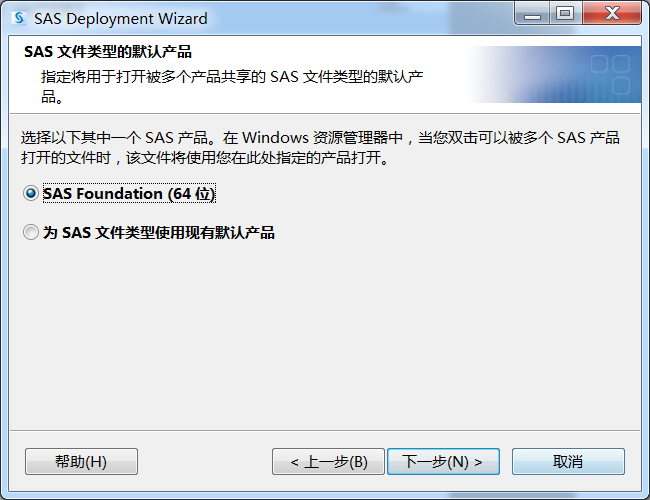 SAS Deployment Wizard
SAS 文件类型的默认产品
指定将用于打开被多个产品共享的 SAS 文件类型的默认产
品。
选择以下其中一个 SAS 产品。在 Windows 资源管理器中，当您双击可以被多个 SAS 产品
打开的文件时，该文件将使用您在此处指定的产品打开。
SAS Foundation (64 位)
为 SAS 文件类型使用现有默认产品
帮助(H)
< 上一步(B)
下一步(N) >
取消